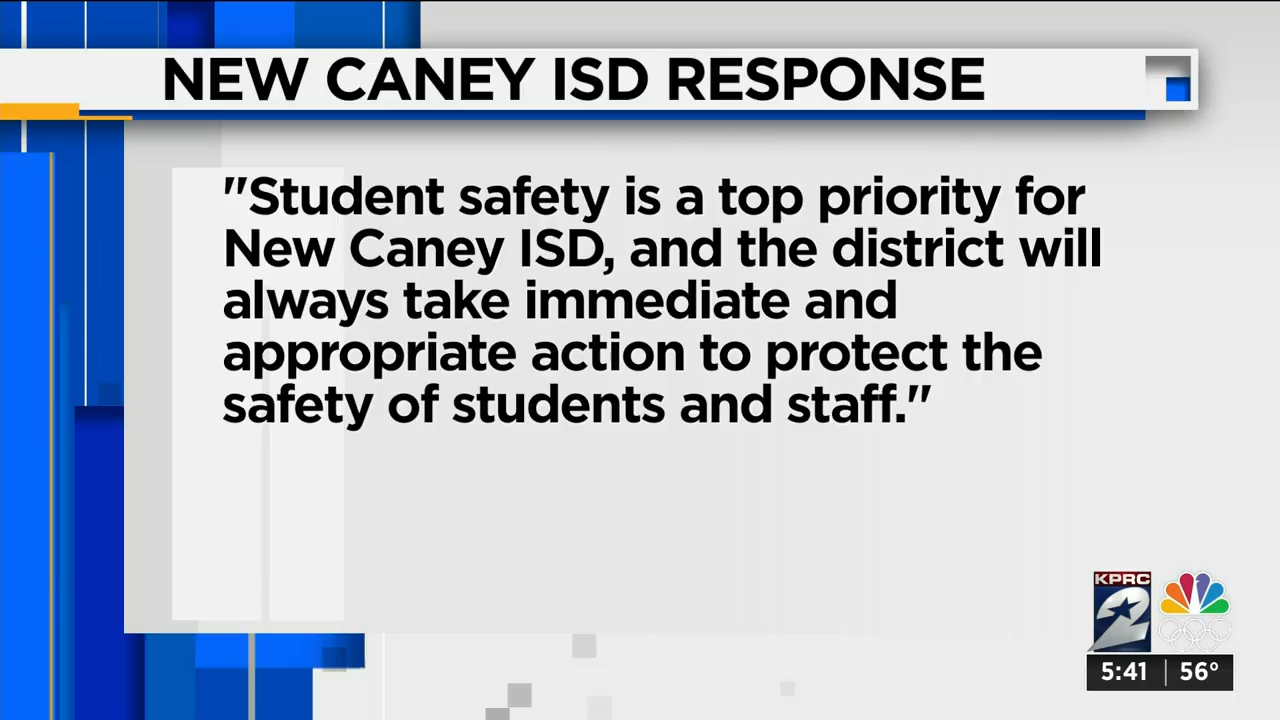 NEW CANEY ISD RESPONSE
"Student safety is a top priority for
New Caney ISD, and the district will
always take immediate and
appropriate action to protect the
safety of students and staff."
KPRC
2
5:41 56°